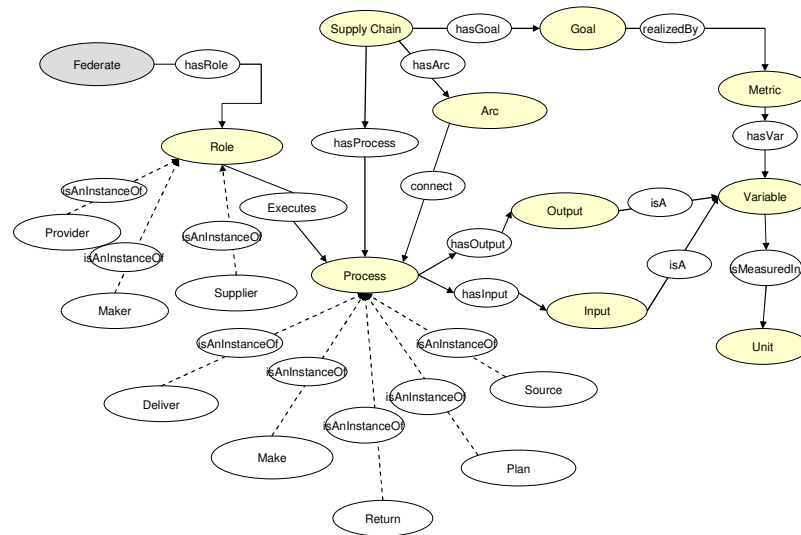 Supply Chain
hasGoal
Goal
realizedBy
Federate
hasRole
hasArc
Metric
Arc
hasVar
Role
hasProcess
isAnInstanceOf
connect
Executes
Output
isA
Variable
Provider
isAnInstanceOf
hasOutput
isAnInstanceOf
isA
isMeasuredIn
Process
Supplier
hasInput
Maker
Input
isAnInstanceOf
isAnInstanceOf
Unit
isAnInstanceOf
Source
isAnInstanceOf
Deliver
isAnInstanceOf
Make
Plan
Return